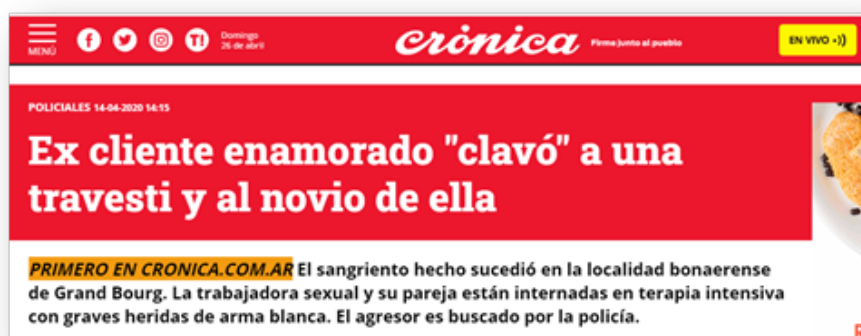 Domingo
26 de abril
crònica Firme junto al pueblo
EN VIVO
MENÚ
POLICIALES 14-04-2020 14:15
Ex cliente enamorado "clavó" a una
travesti y al novio de ella
PRIMERO EN CRONICA.COM.AR El sangriento hecho sucedió en la localidad bonaerense
de Grand Bourg. La trabajadora sexual y su pareja están internadas en terapia intensiva
con graves heridas de arma blanca. El agresor es buscado por la policía.